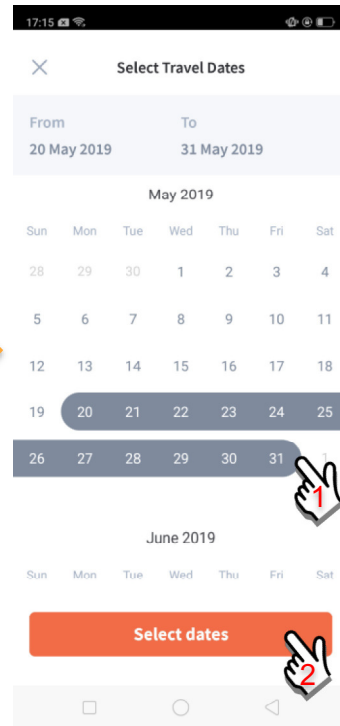 17:15
Select Travel Dates
From To
20 May 2019 31 May 2019
May 2019
Sun Mon Tue Wed Thu Fri Sat
28 29 30 1 2 3 4
5 6 7 8 9 10 11
12 13 14 15 16 17 18
19 20 21 22 23 24 25
26 27 28 29 30 31 1
1
June 2019
Sun Mon Tue Wed Thu Fri Sat
Select dates
2